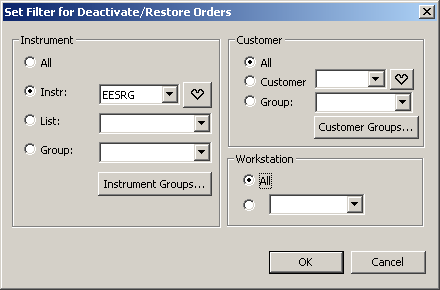 Set Filter for Deactivate/Restore Orders
Instrument
All
Instr:
EESRG
List:
Group:
Instrument Groups...
Customer
All
Customer
Group:
Customer Groups...
Workstation
All
OK
Cancel